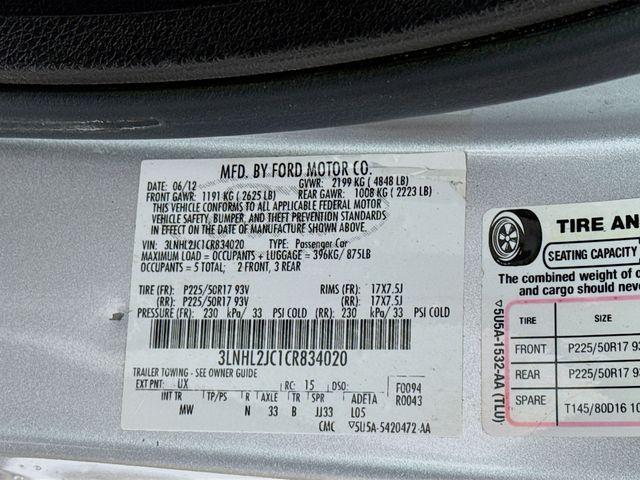 MFD. BY FORD MOTOR CO.
DATE: 06/12 GVWR: 2199 KG ( 4848 LB)
FRONT GAWR: 1191 KG ( 2625 LB) REAR GAWR: 1008 KG ( 2223 LB)
THIS VEHICLE CONFORMS TO ALL APPLICABLE FEDERAL MOTOR
VEHICLE SAFETY, BUMPER, AND THEFT PREVENTION STANDARDS
IN EFFECT ON THE DATE OF MANUFACTURE SHOWN ABOVE.
VIN: 3LNHL2JC1CR834020 TYPE: Passenger Car
MAXIMUM LOAD = OCCUPANTS + LUGGAGE = 396KG/ 875LB
OCCUPANTS = 5 TOTAL; 2 FRONT, 3 REAR
TIRE (FR): P225/50R17 93V RIMS (FR): 17X7.5J
(RR): P225/50R17 93V (RR): 17X7.5J
PRESSURE (FR): 230 kPa/ 33 PSI COLD (RR): 230 kPa/ 33 PSI COLD
3LNHL2JC1CR834020
TRAILER TOWING - SEE OWNER GUIDE
EXT PNT: UX RC: 15 DSO: F0094
INT TR TP/PS R AXLE TR SPR ADETA R0043
MW N 33 B JJ33 L05
CMC ▽5U5A-5420472-AA
TIRE AN
SEATING CAPACITY
The combined weight of o
and cargo should neve
TIRE SIZE
FRONT P225/50R17 93
REAR P225/50R17 9
SPARE T145/80D16 10
▽5U5A-1532-AA (TLU)